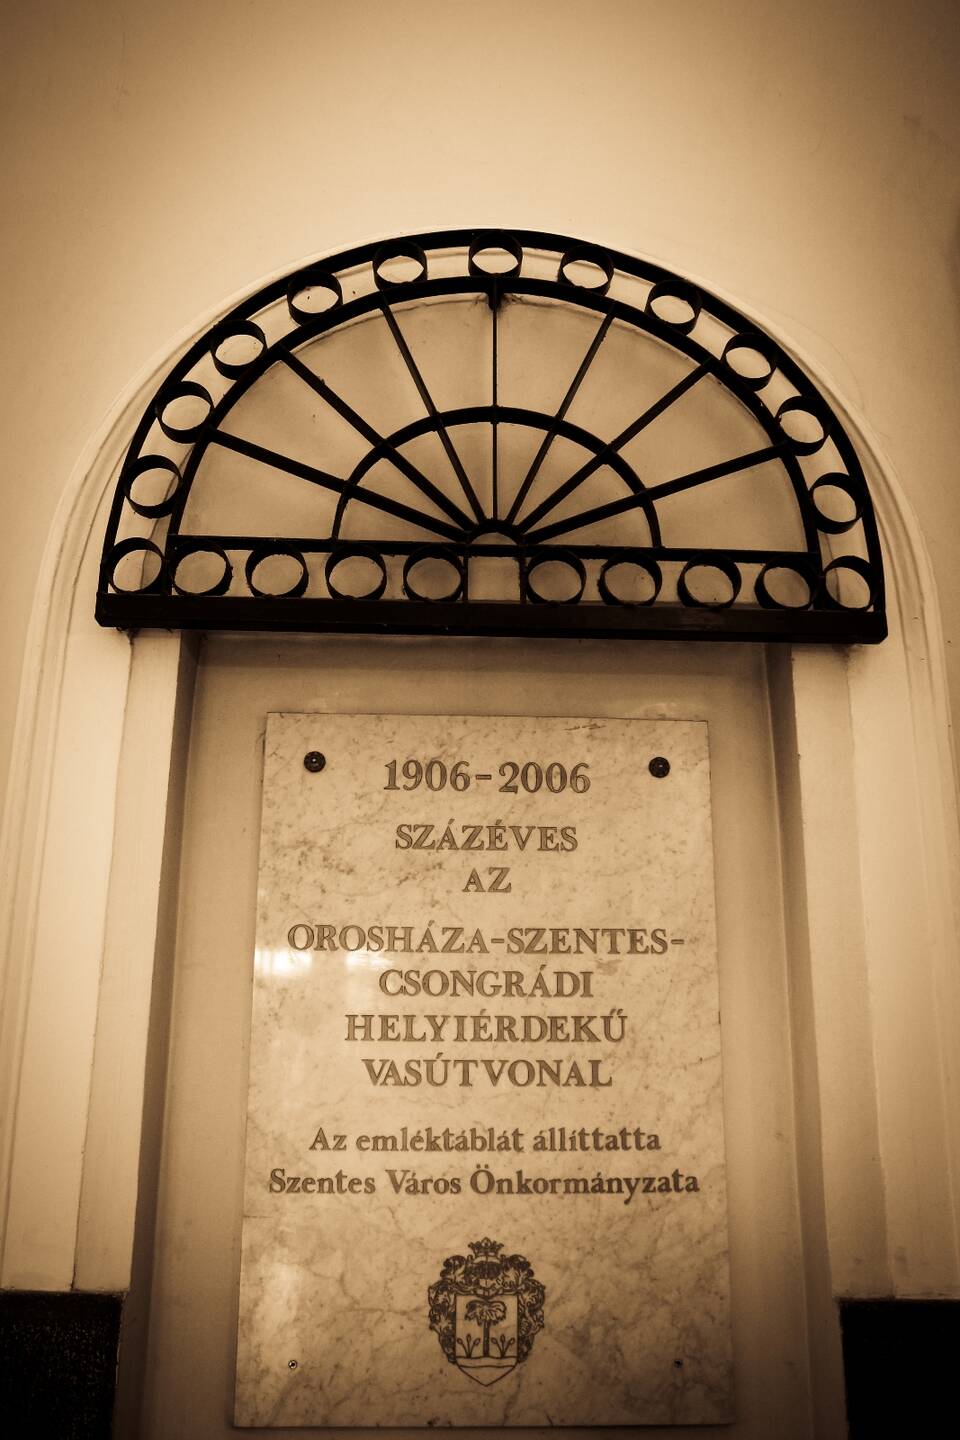 1906-2006
SZÁZÉVES
AZ
OROSHÁZA-SZENTES-
CSONGRÁDI
HELYIÉRDEKŰ
VASÚTVONAL
Az emléktáblát állíttatta
Szentes Város Önkormányzata